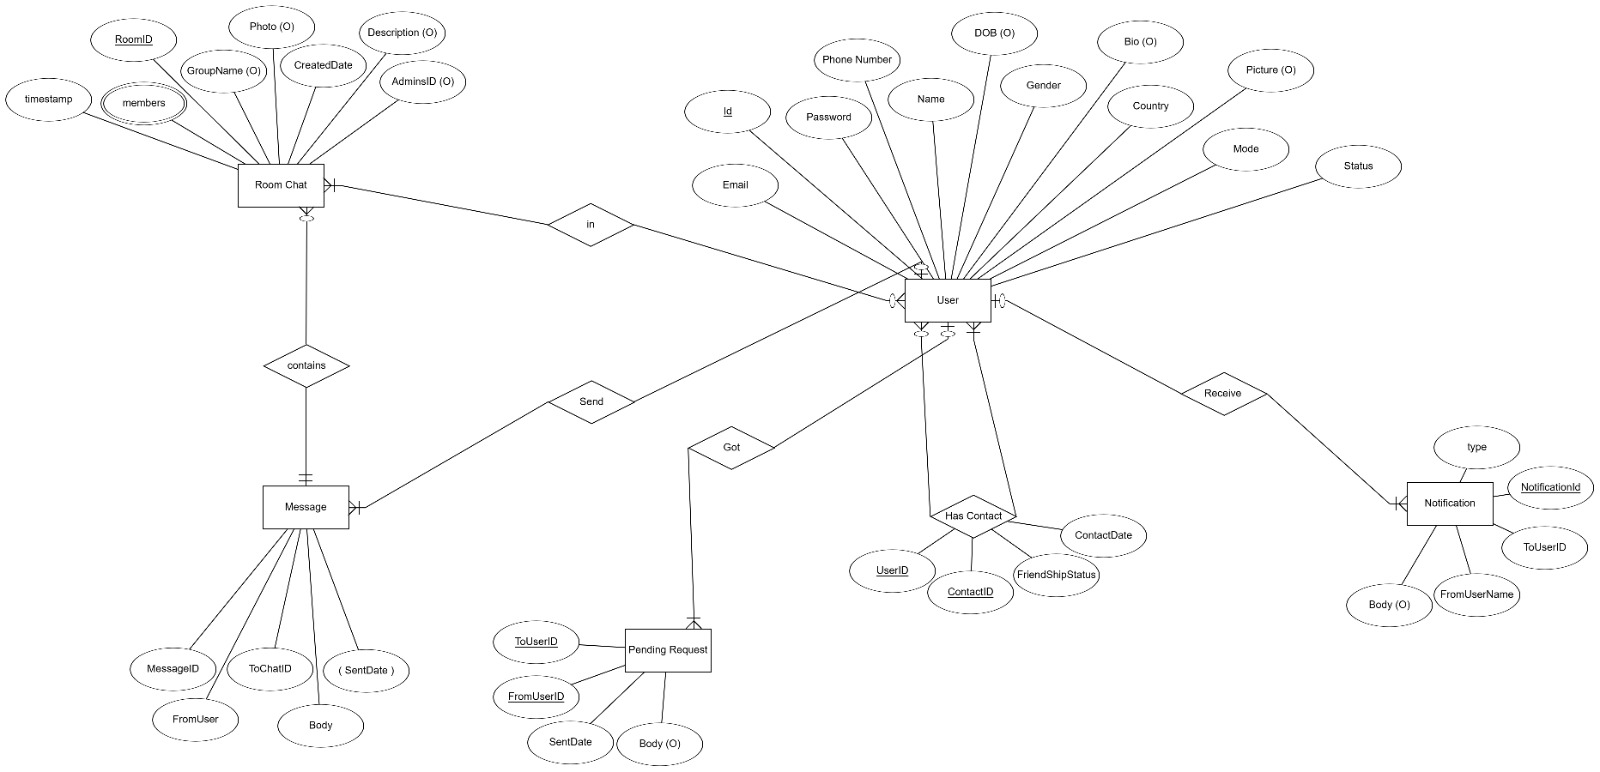 RoomID
Photo (O)
Description (O)
GroupName (O)
CreatedDate
AdminsID (O)
timestamp
members
Room Chat
in
DOB (O)
Bio (O)
Phone Number
Picture (O)
Name
Gender
Country
Id
Password
Mode
Status
Email
User
contains
Send
Receive
Got
type
NotificationId
Notification
ToUserID
FromUserName
Body (O)
Message
Has Contact
ContactDate
UserID
FriendShipStatus
ContactID
MessageID
ToChatID
( SentDate )
FromUser
Body
ToUserID
Pending Request
FromUserID
SentDate
Body (O)